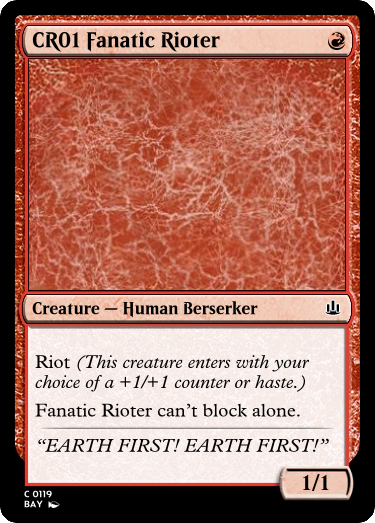 CR01 Fanatic Rioter
Creature — Human Berserker
Riot (This creature enters with your
choice of a +1/+1 counter or haste.)
Fanatic Rioter can't block alone.
“EARTH FIRST! EARTH FIRST!”
1/1
C 0119
BAY